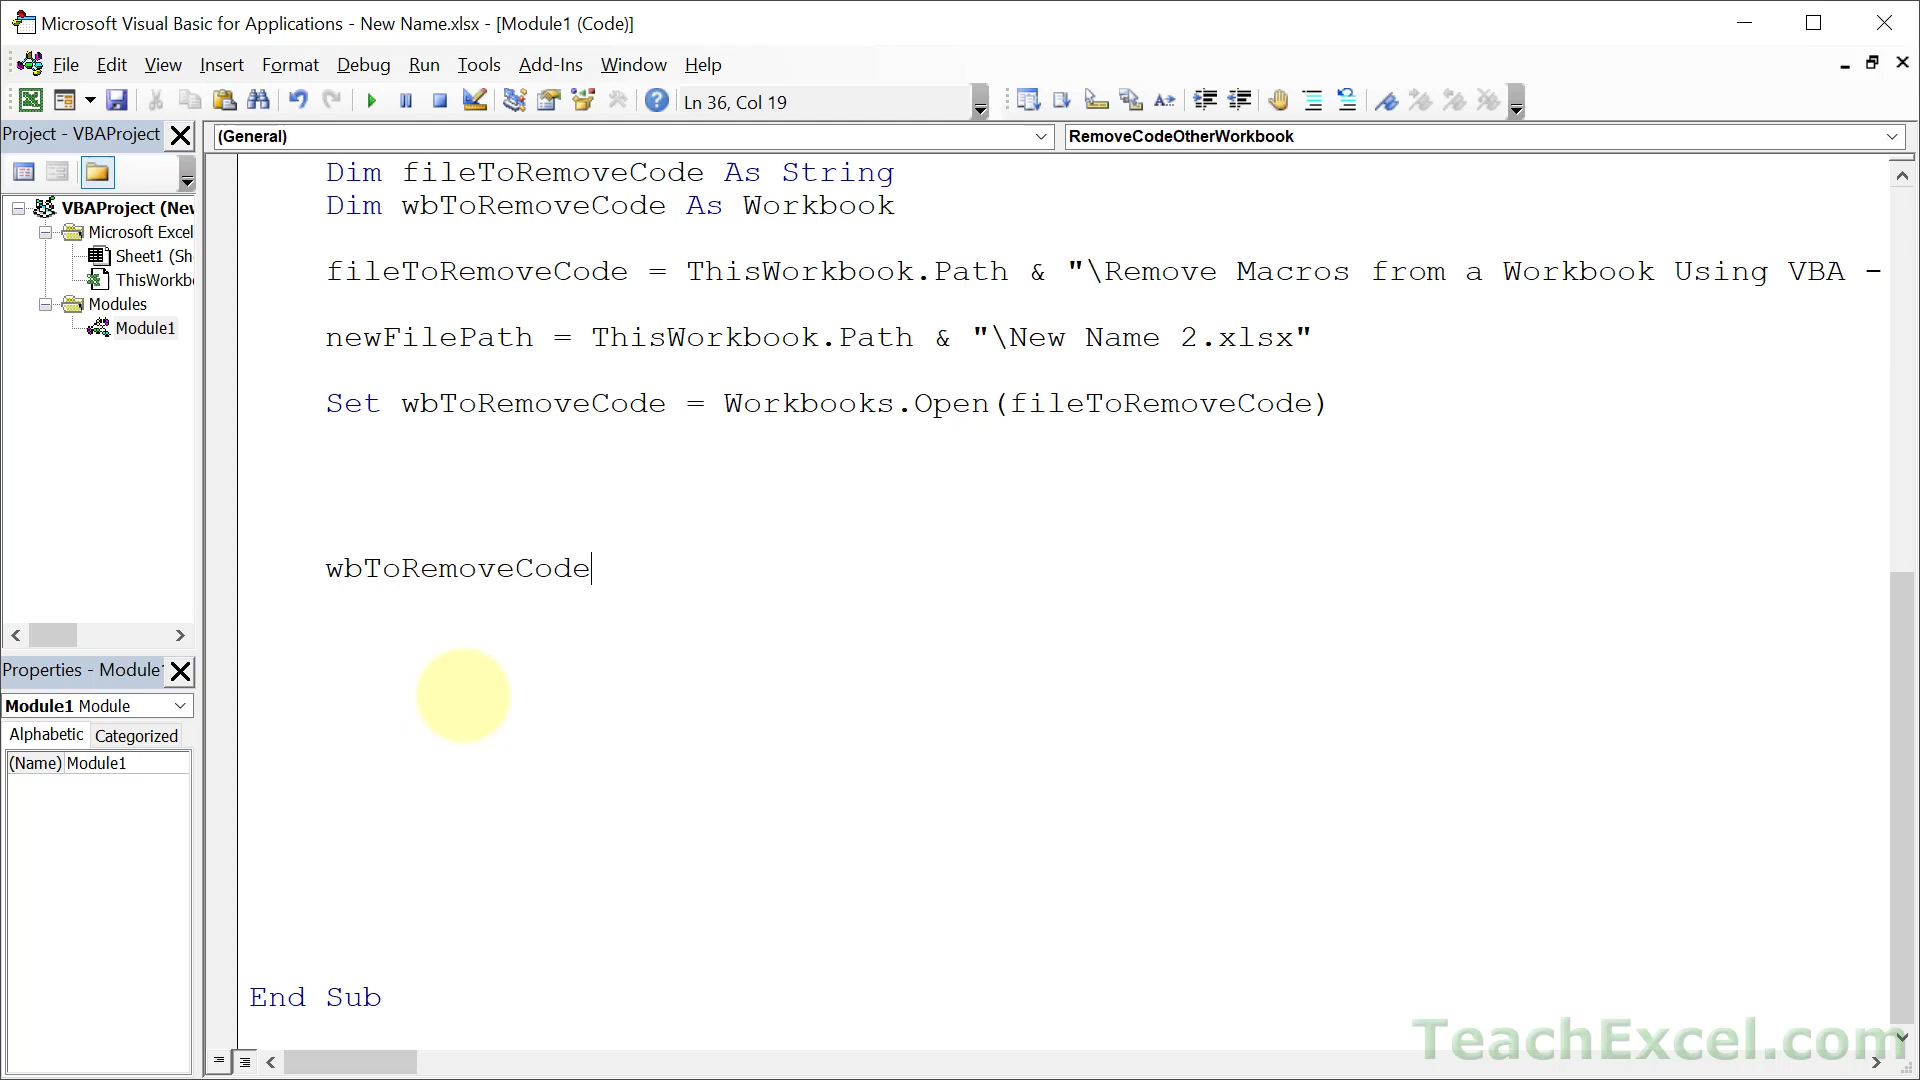 Microsoft Visual Basic for Applications - New Name.xlsx - [Module1 (Code)]
File Edit View Insert Format Debug Run Tools Add-Ins Window Help
Ln 36, Col 19
Project - VBAProject
(General)
RemoveCodeOtherWorkbook
VBAProject (New
Microsoft Excel
Sheet1 (Sh
ThisWorkbo
Modules
Module1
Dim fileToRemoveCode As String
Dim wbToRemoveCode As Workbook
fileToRemoveCode = ThisWorkbook.Path & "\Remove Macros from a Workbook Using VBA -
newFilePath = ThisWorkbook.Path & "\New Name 2.xlsx"
Set wbToRemoveCode = Workbooks.Open(fileToRemoveCode)
wbToRemoveCode
End Sub
Properties - Module1
Module1 Module
Alphabetic Categorized
(Name) Module1
TeachExcel.com